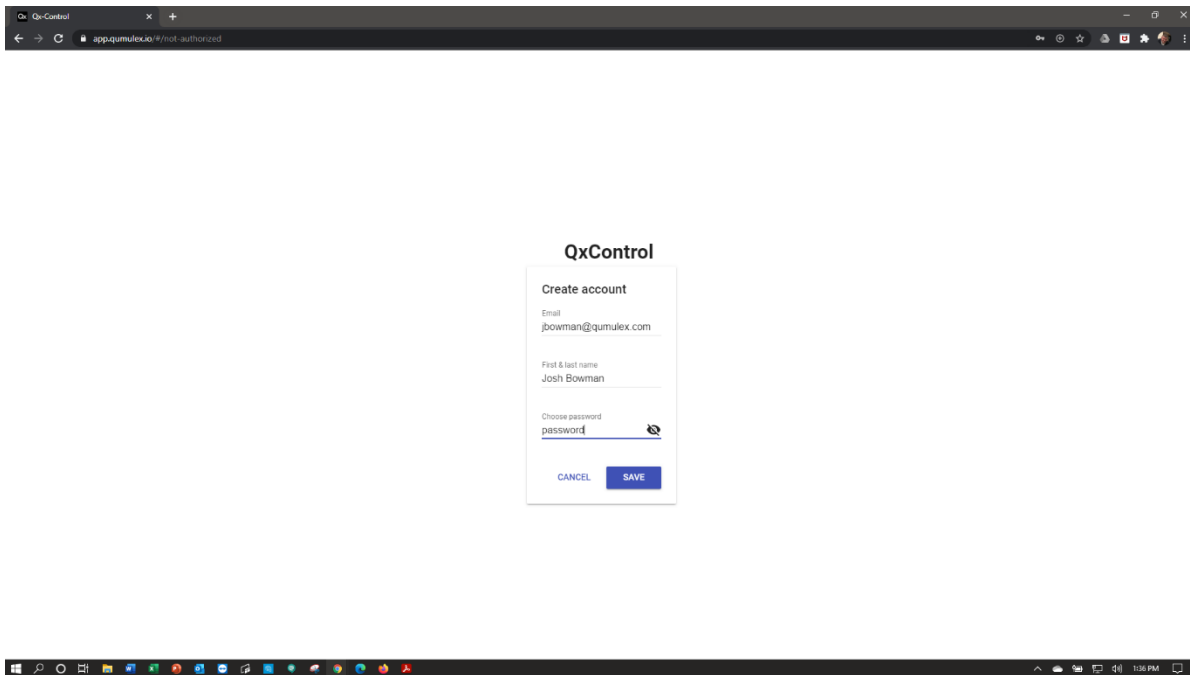 Qx Qx-Control
app.qumulex.io/#/not-authorized
QxControl
Create account
Email
jbowman@qumulex.com
First & last name
Josh Bowman
Choose password
password
CANCEL SAVE
1:36 PM